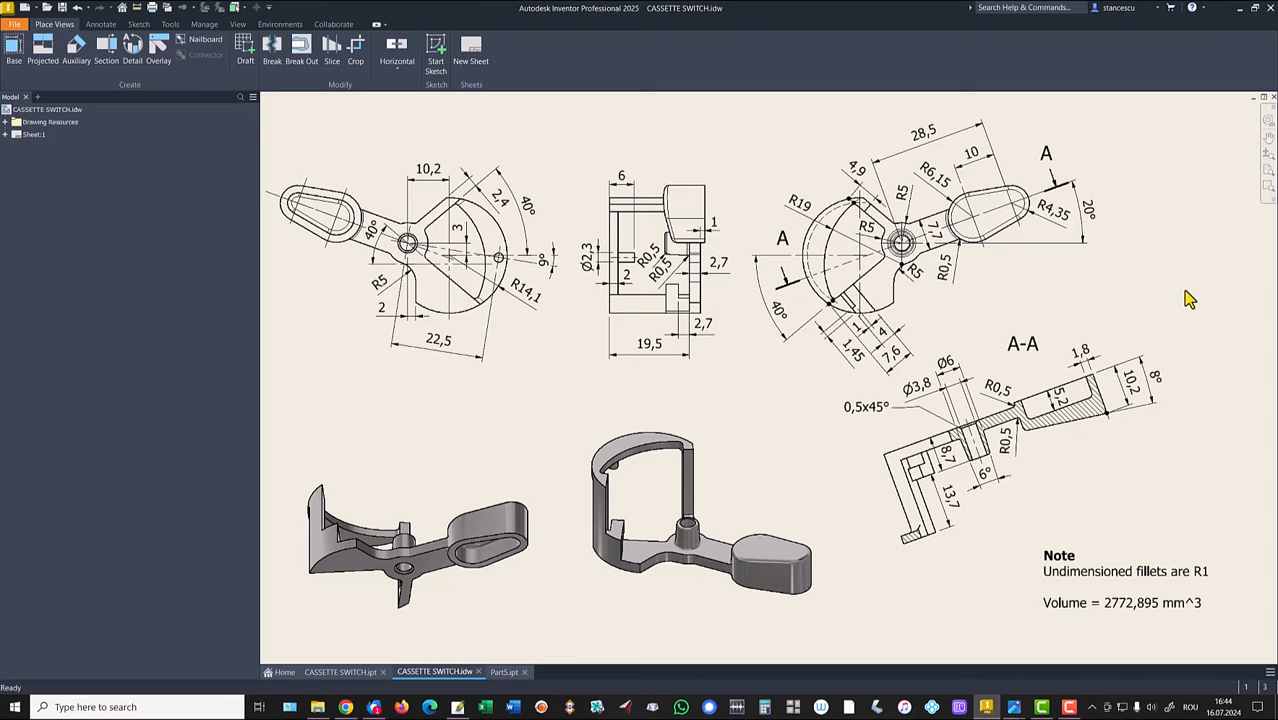 Autodesk Inventor Professional 2025 CASSETTE SWITCH.idw
Search Help & Commands...
stancescu
File Place Views Annotate Sketch Tools Manage View Environments Collaborate
Base Projected Auxiliary Section Detail Overlay
Nailboard
Connector
Draft
Break Break Out Slice Crop
Horizontal
Start Sketch
New Sheet
Create
Modify
Sketch
Sheets
Model
CASSETTE SWITCH.idw
Drawing Resources
Sheet:1
10,2
2,4
40°
40°
3
9°
R5
R14,1
2
22,5
6
1
Ø2,3
R0,5
R0,5
2
2,7
2,7
19,5
28,5
10
A
4,9
R6,15
R5
R19
R4,35
20°
R5
7,7
A
R5
R0,5
40°
1
4
1,45
7,6
A-A
1,8
Ø6
8°
Ø3,8
R0,5
5,2
10,2
0,5x45°
R0,5
8,7
6°
13,7
Note
Undimensioned fillets are R1
Volume = 2772,895 mm^3
Home CASSETTE SWITCH.ipt CASSETTE SWITCH.idw Part5.ipt
Ready
1 3
Type here to search
ROU
16:44
16.07.2024